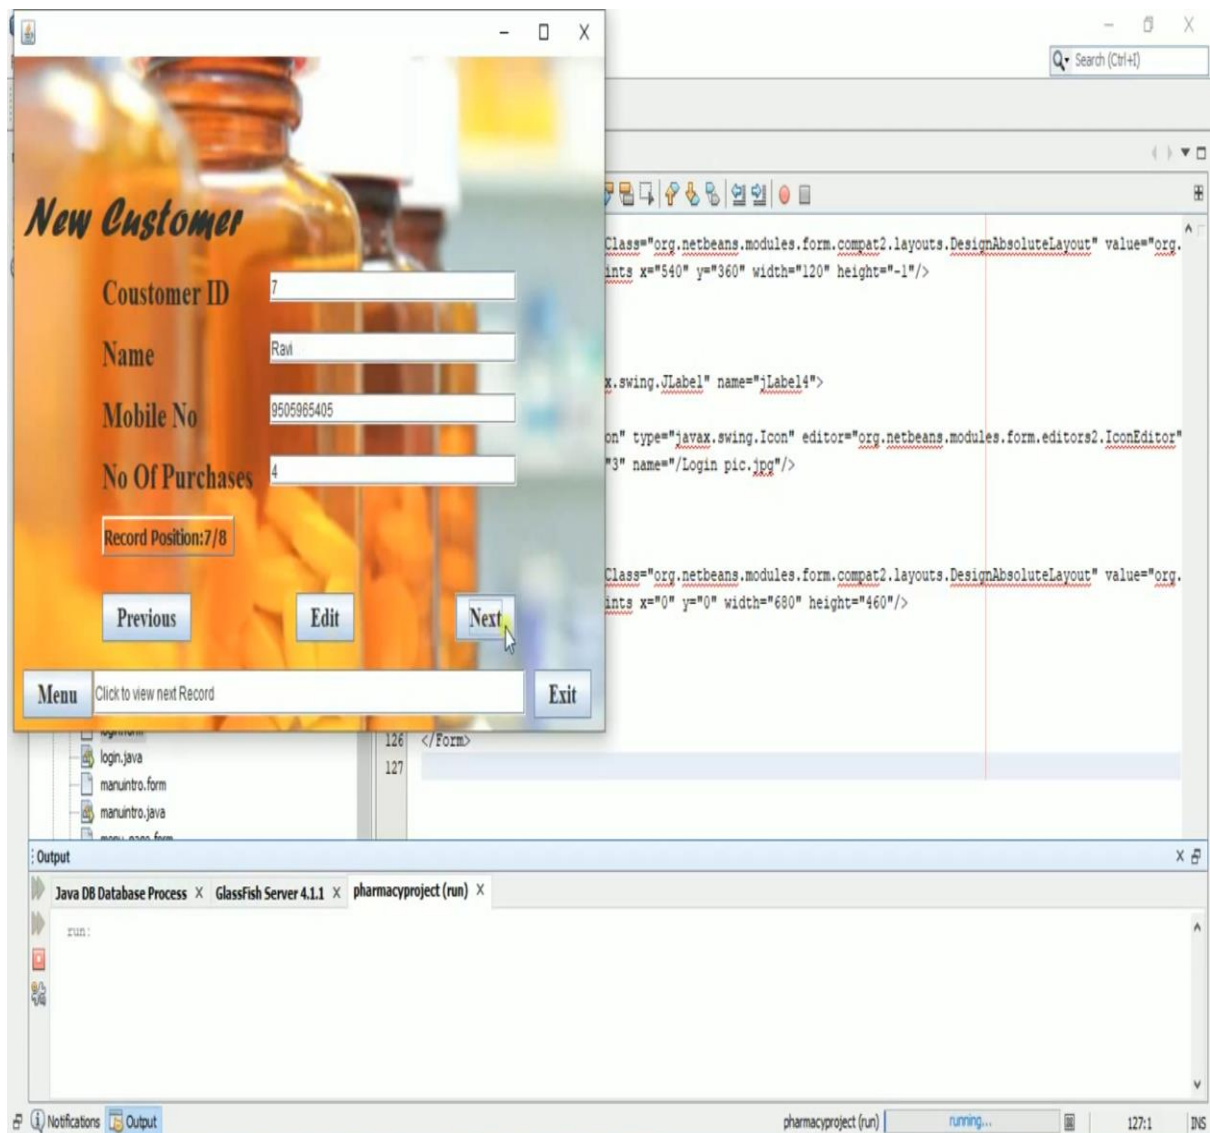 Search (Ctrl+I)
New Customer
Coustomer ID 7
Name Ravi
Mobile No 9505965405
No Of Purchases 4
Record Position:7/8
Previous Edit Next
Menu Click to view next Record Exit
Class="org.netbeans.modules.form.compat2.layouts.DesignAbsoluteLayout" value="org.
ints x="540" y="360" width="120" height="-1"/>
x.swing.JLabel" name="jLabel4">
on" type="javax.swing.Icon" editor="org.netbeans.modules.form.editors2.IconEditor"
"3" name="/Login pic.jpg"/>
Class="org.netbeans.modules.form.compat2.layouts.DesignAbsoluteLayout" value="org.
ints x="0" y="0" width="680" height="460"/>
126 </Form>
127
login.java
manuintro.form
manuintro.java
Output
Java DB Database Process X GlassFish Server 4.1.1 X pharmacyproject (run) X
run:
Notifications Output pharmacyproject (run) running... 127:1 INS